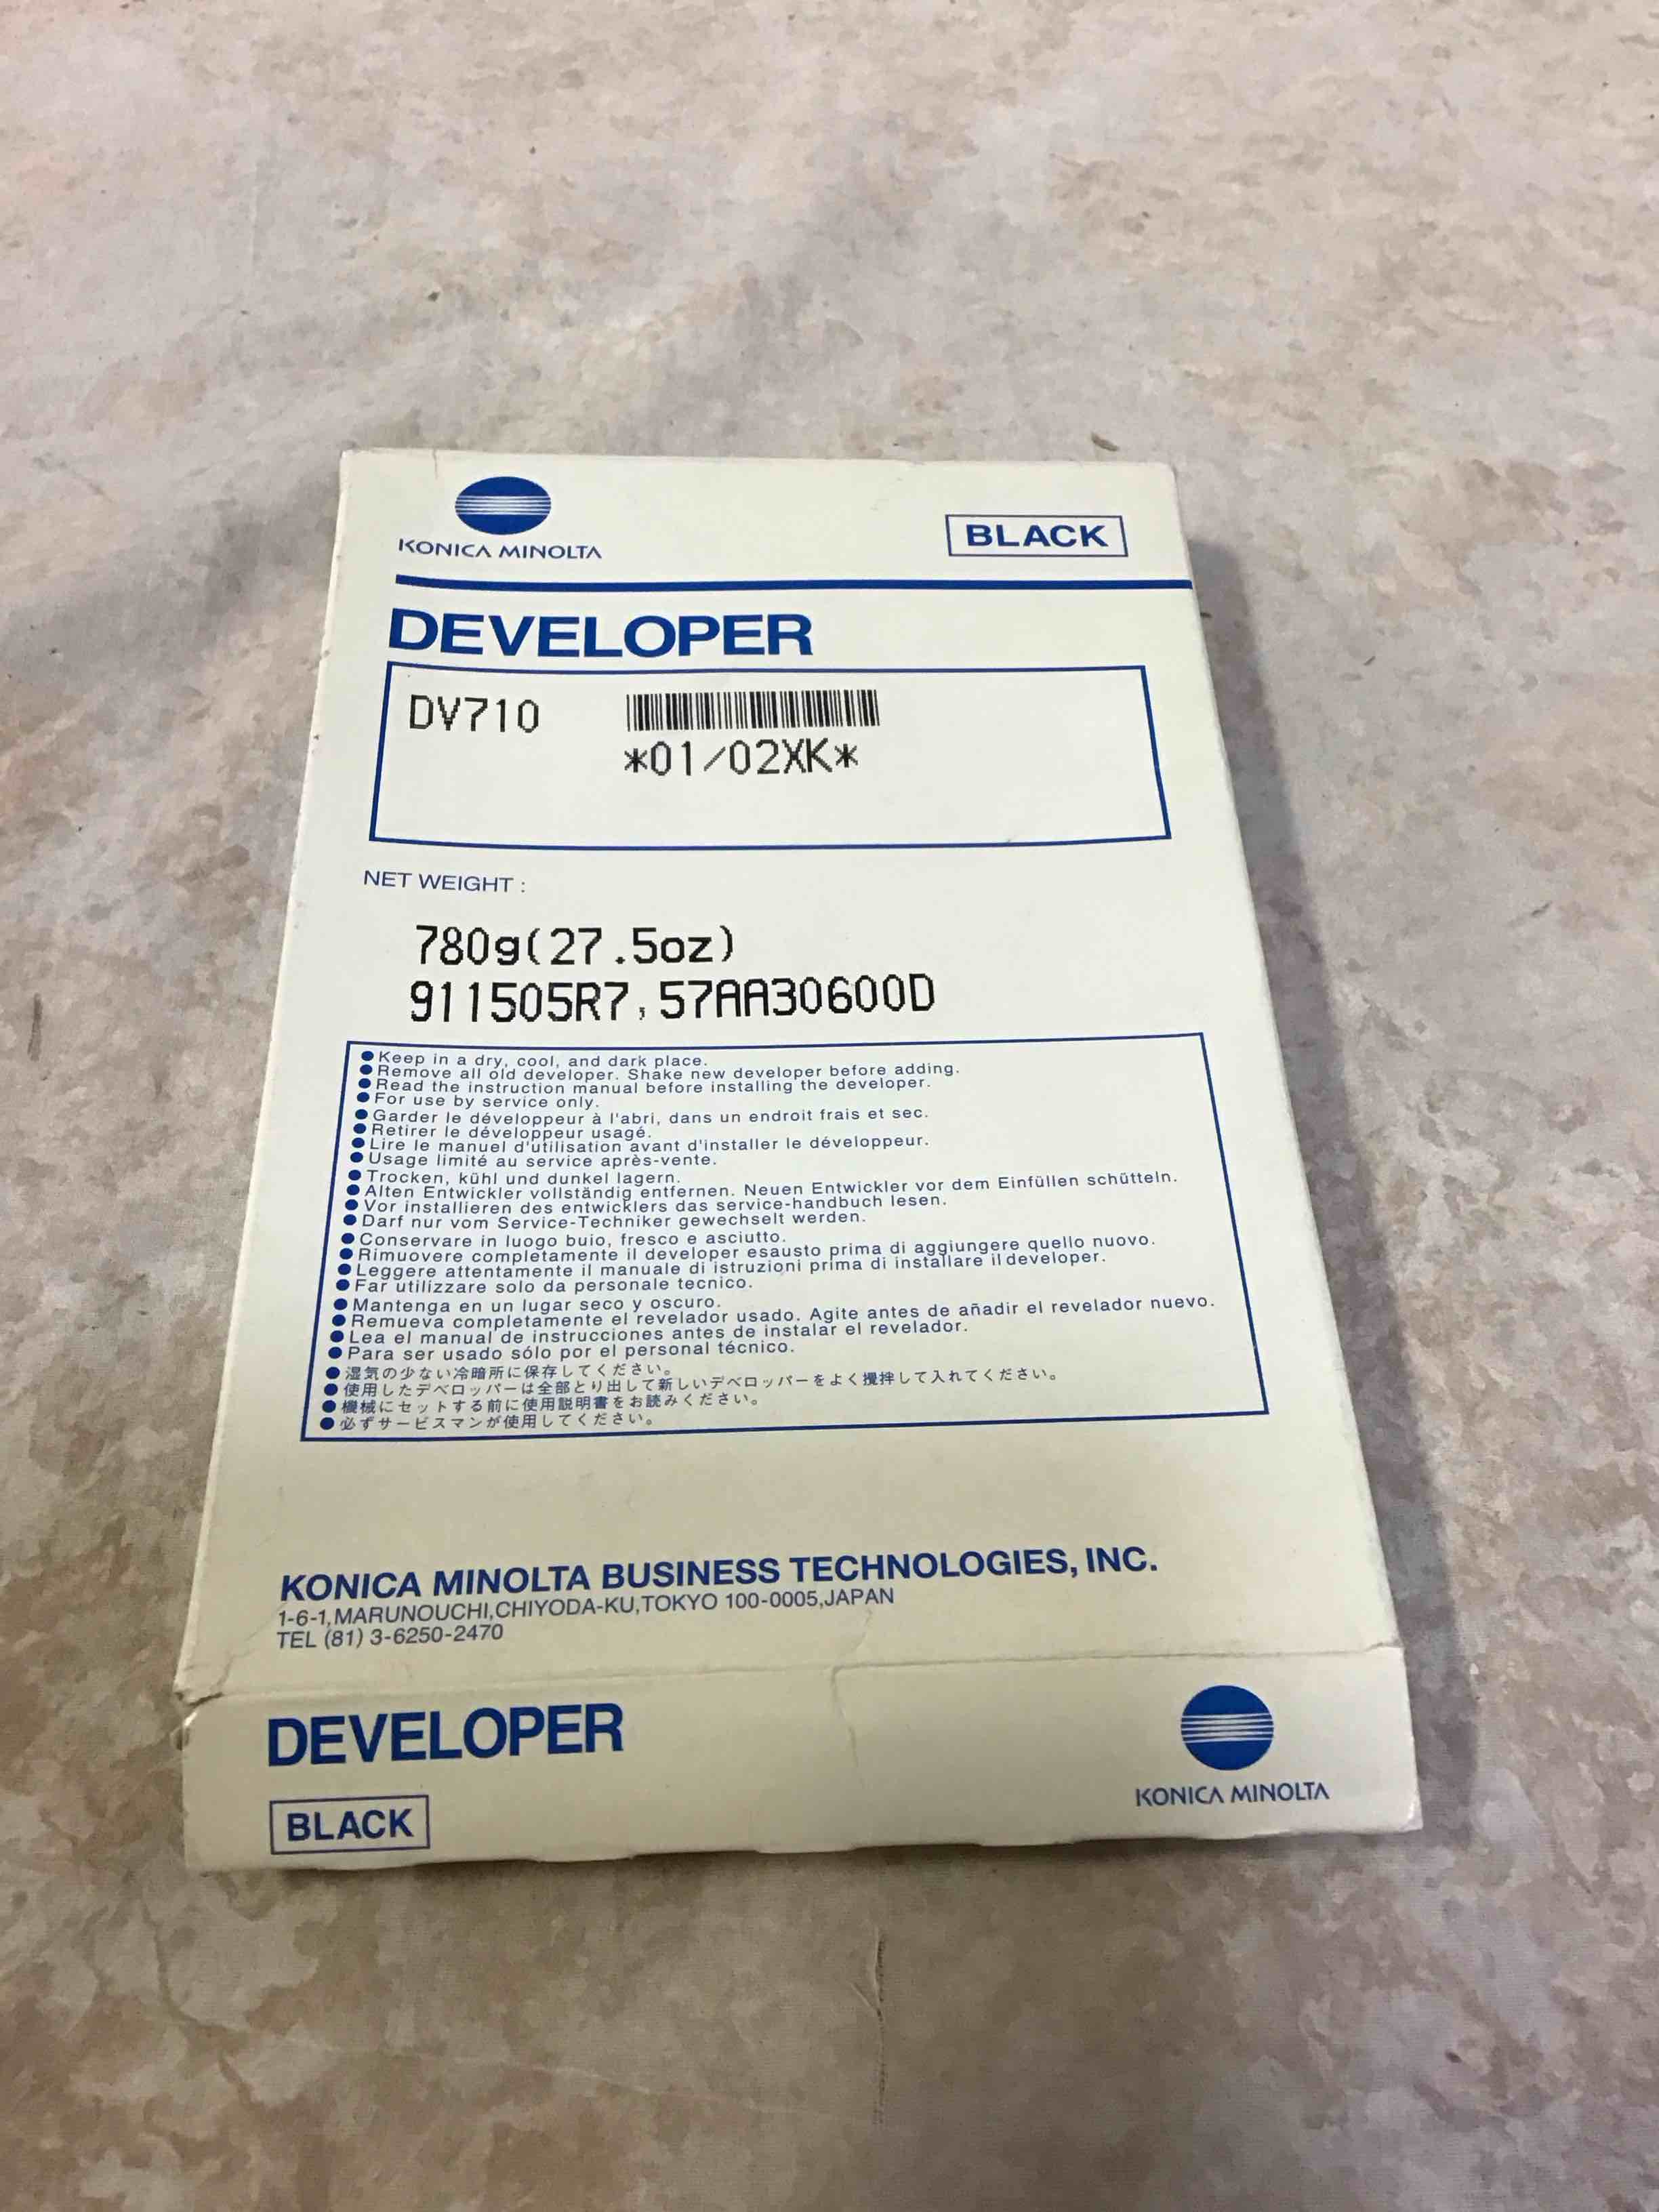 KONICA MINOLTA
BLACK
DEVELOPER
DV710
*01/02XK*
NET WEIGHT :
780g(27.5oz)
911505R7,57AA30600D
●Keep in a dry, cool, and dark place.
●Remove all old developer. Shake new developer before adding.
●Read the instruction manual before installing the developer.
●For use by service only.
●Garder le développeur à l'abri, dans un endroit frais et sec.
●Retirer le développeur usagé.
●Lire le manuel d'utilisation avant d'installer le développeur.
●Usage limité au service après-vente.
●Trocken, kühl und dunkel lagern.
●Alten Entwickler vollständig entfernen. Neuen Entwickler vor dem Einfüllen schütteln.
●Vor installieren des entwicklers das service-handbuch lesen.
●Darf nur vom Service-Techniker gewechselt werden.
●Conservare in luogo buio, fresco e asciutto.
●Rimuovere completamente il developer esausto prima di aggiungere quello nuovo.
●Leggere attentamente il manuale di istruzioni prima di installare il developer.
●Far utilizzare solo da personale tecnico.
●Mantenga en un lugar seco y oscuro.
●Remueva completamente el revelador usado. Agite antes de añadir el revelador nuevo.
●Lea el manual de instrucciones antes de instalar el revelador.
●Para ser usado sólo por el personal técnico.
●湿気の少ない冷暗所に保存してください。
●使用したデベロッパーは全部とり出して新しいデベロッパーをよく攪拌して入れてください。
●機械にセットする前に使用説明書をお読みください。
●必ずサービスマンが使用してください。
KONICA MINOLTA BUSINESS TECHNOLOGIES, INC.
1-6-1,MARUNOUCHI,CHIYODA-KU,TOKYO 100-0005,JAPAN
TEL (81) 3-6250-2470
DEVELOPER
BLACK
KONICA MINOLTA